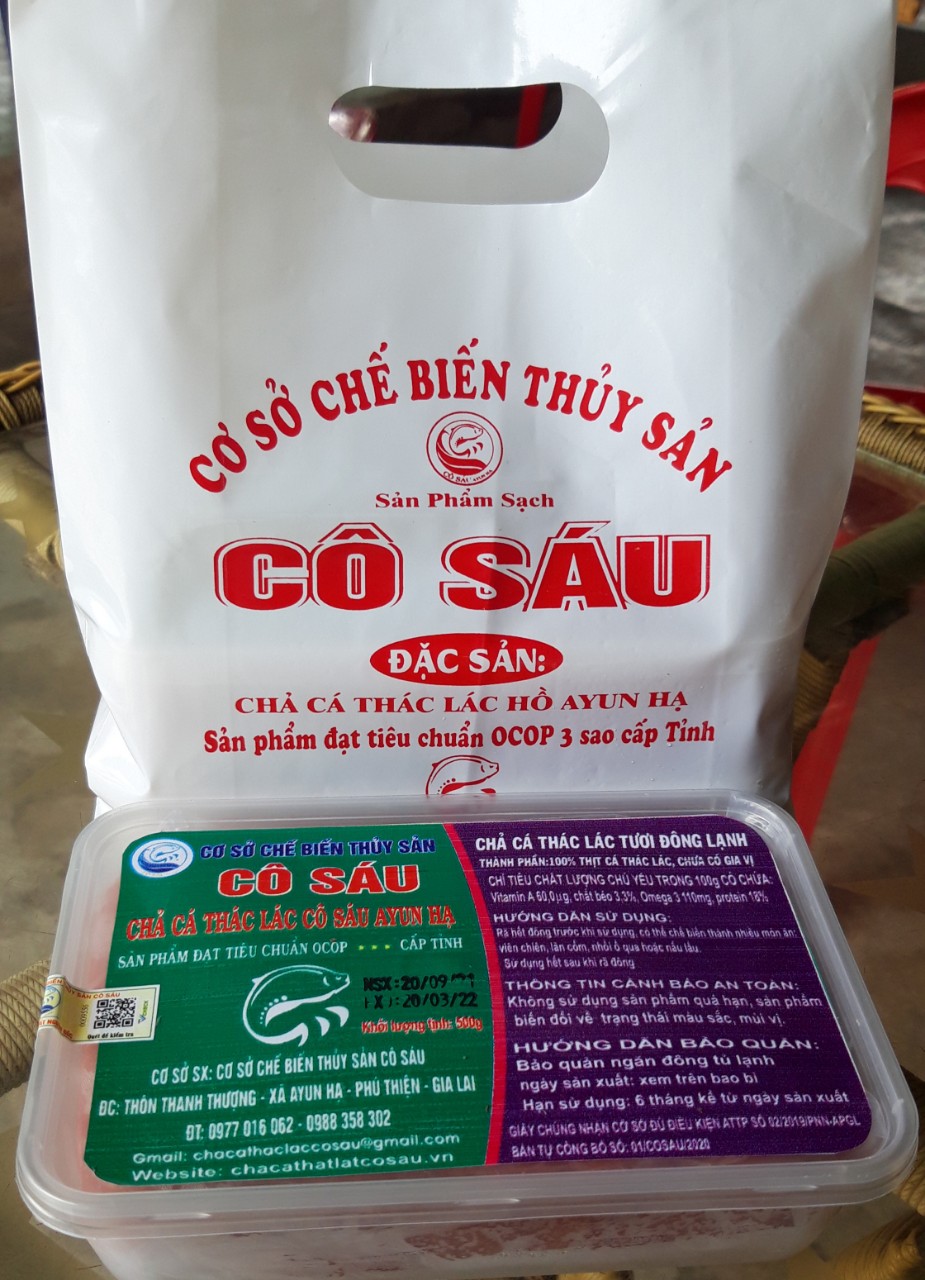 CƠ SỞ CHẾ BIẾN THỦY SẢN
CÔ SÁU
Sản Phẩm Sạch
CÔ SÁU
ĐẶC SẢN:
CHẢ CÁ THÁC LÁC HỒ AYUN HẠ
Sản phẩm đạt tiêu chuẩn OCOP 3 sao cấp Tỉnh
CƠ SỞ CHẾ BIẾN THỦY SẢN
CÔ SÁU
CHẢ CÁ THÁC LÁC CÔ SÁU AYUN HẠ
SẢN PHẨM ĐẠT TIÊU CHUẨN OCOP *** CẤP TỈNH
NSX: 20/09
20/03/22
Khối lượng tịnh: 500g
SẢN CÔ SÁU
Quét để kiểm tra
CƠ SỞ SX: CƠ SỞ CHẾ BIẾN THỦY SẢN CÔ SÁU
ĐC: THÔN THANH THƯỢNG - XÃ AYUN HẠ - PHÚ THIỆN - GIA LAI
ĐT: 0977 016 062 - 0988 358 302
Gmail: chacathaclaccosau@gmail.com
Website: chacathatlatcosau.vn
CHẢ CÁ THÁC LÁC TƯƠI ĐÔNG LẠNH
THÀNH PHẦN:100% THỊT CÁ THÁC LÁC, CHƯA CÓ GIA VỊ
CHỈ TIÊU CHẤT LƯỢNG CHỦ YẾU TRONG 100g CÓ CHỨA:
Vitamin A 60,0µg, chất béo 3,3%, Omega 3 110mg, protein 18%
HƯỚNG DẪN SỬ DỤNG:
Rã hết đông trước khi sử dụng, có thể chế biến thành nhiều món ăn:
viên chiên, lăn cốm, nhồi ô qua hoặc nấu lẩu.
Sử dụng hết sau khi rã đông
THÔNG TIN CẢNH BÁO AN TOÀN:
Không sử dụng sản phẩm quá hạn, sản phẩm
biến đổi về trạng thái màu sắc, mùi vị.
HƯỚNG DẪN BẢO QUẢN:
Bảo quản ngăn đông tủ lạnh
ngày sản xuất: xem trên bao bì
Hạn sử dụng: 6 tháng kể từ ngày sản xuất
GIẤY CHỨNG NHẬN CƠ SỞ ĐỦ ĐIỀU KIỆN ATTP SỐ 02/2019/PNN-APGL
BẢN TỰ CÔNG BỐ SỐ: 01/COSAU/2020